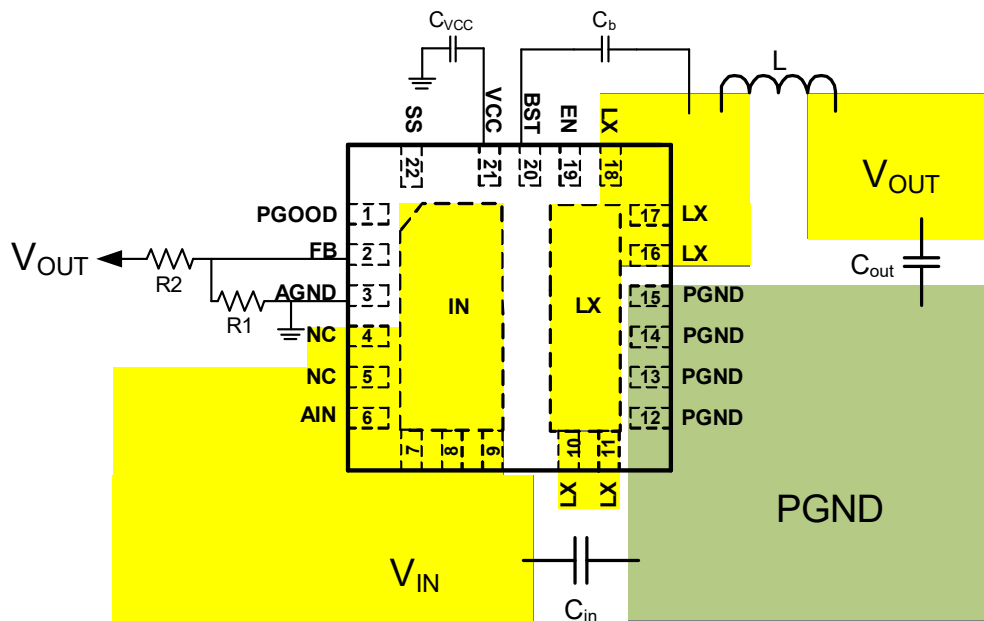 CVCC
Cb
L
SS
VCC
BST
EN
LX
22
21
20
19
18
VOUT
PGOOD 1
17 LX
FB 2
16 LX
VOUT
R2
Cout
AGND 3
15 PGND
R1
IN
LX
NC 4
14 PGND
NC 5
13 PGND
AIN 6
12 PGND
7
8
9
10
11
LX
LX
PGND
VIN
Cin